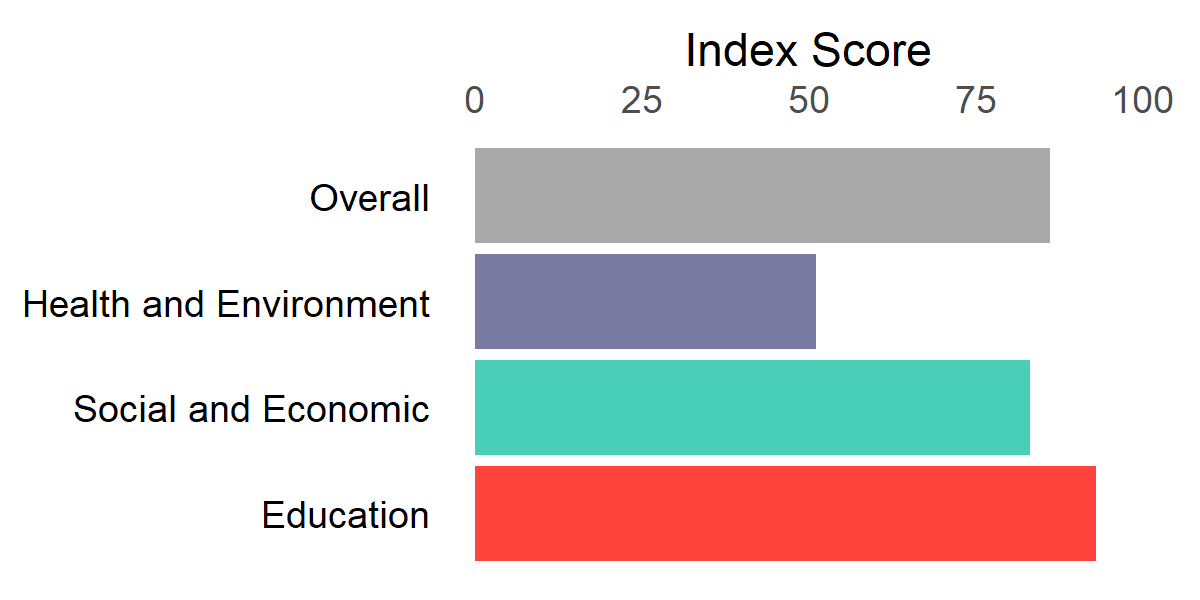 Index Score
0 25 50 75 100
Overall
Health and Environment
Social and Economic
Education